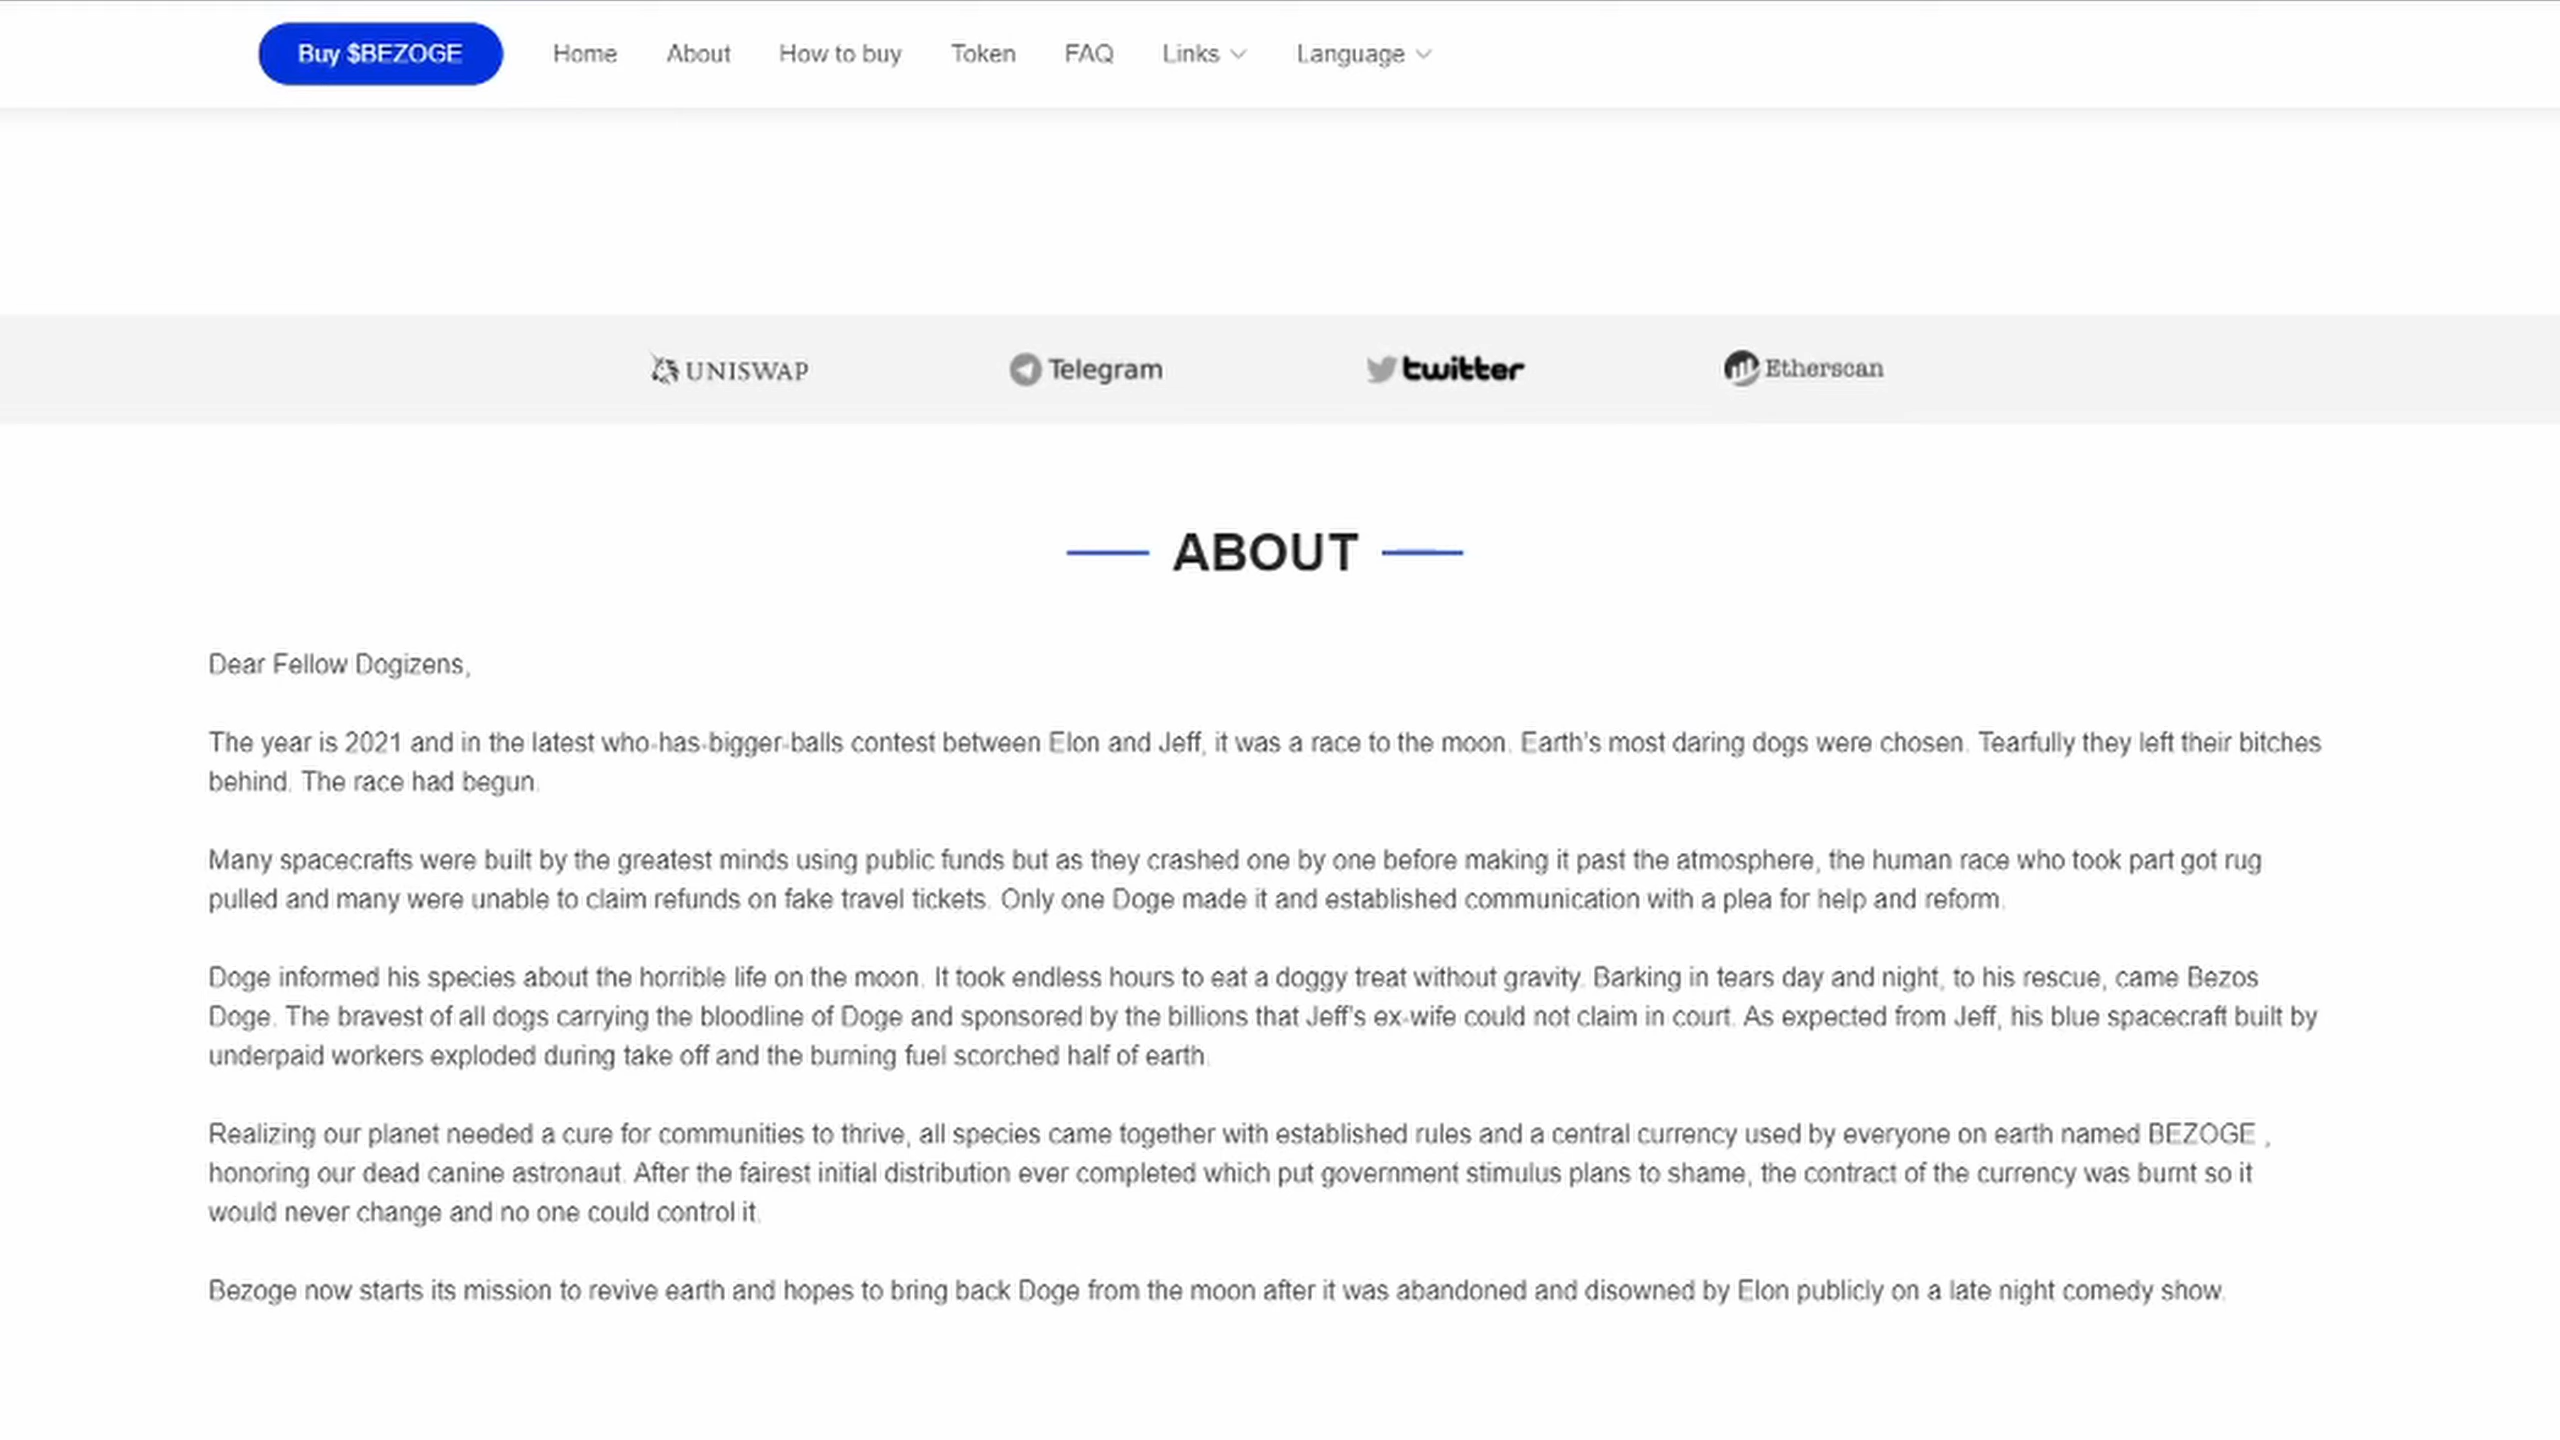 Buy $BEZOGE Home About How to buy Token FAQ Links Language
UNISWAP Telegram twitter Etherscan
ABOUT
Dear Fellow Dogizens,
The year is 2021 and in the latest who-has-bigger-balls contest between Elon and Jeff, it was a race to the moon. Earth's most daring dogs were chosen. Tearfully they left their bitches
behind. The race had begun.
Many spacecrafts were built by the greatest minds using public funds but as they crashed one by one before making it past the atmosphere, the human race who took part got rug
pulled and many were unable to claim refunds on fake travel tickets. Only one Doge made it and established communication with a plea for help and reform.
Doge informed his species about the horrible life on the moon. It took endless hours to eat a doggy treat without gravity. Barking in tears day and night, to his rescue, came Bezos
Doge. The bravest of all dogs carrying the bloodline of Doge and sponsored by the billions that Jeff's ex-wife could not claim in court. As expected from Jeff, his blue spacecraft built by
underpaid workers exploded during take off and the burning fuel scorched half of earth.
Realizing our planet needed a cure for communities to thrive, all species came together with established rules and a central currency used by everyone on earth named BEZOGE ,
honoring our dead canine astronaut. After the fairest initial distribution ever completed which put government stimulus plans to shame, the contract of the currency was burnt so it
would never change and no one could control it.
Bezoge now starts its mission to revive earth and hopes to bring back Doge from the moon after it was abandoned and disowned by Elon publicly on a late night comedy show.